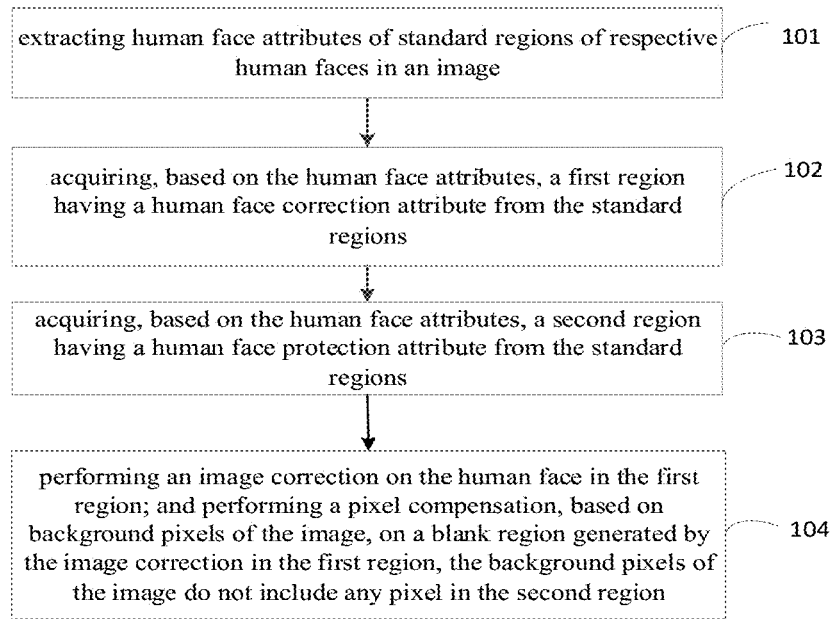 extracting human face attributes of standard regions of respective
human faces in an image
101
acquiring, based on the human face attributes, a first region
having a human face correction attribute from the standard
regions
102
acquiring, based on the human face attributes, a second region
having a human face protection attribute from the standard
regions
103
performing an image correction on the human face in the first
region; and performing a pixel compensation, based on
background pixels of the image, on a blank region generated by
the image correction in the first region, the background pixels of
the image do not include any pixel in the second region
104